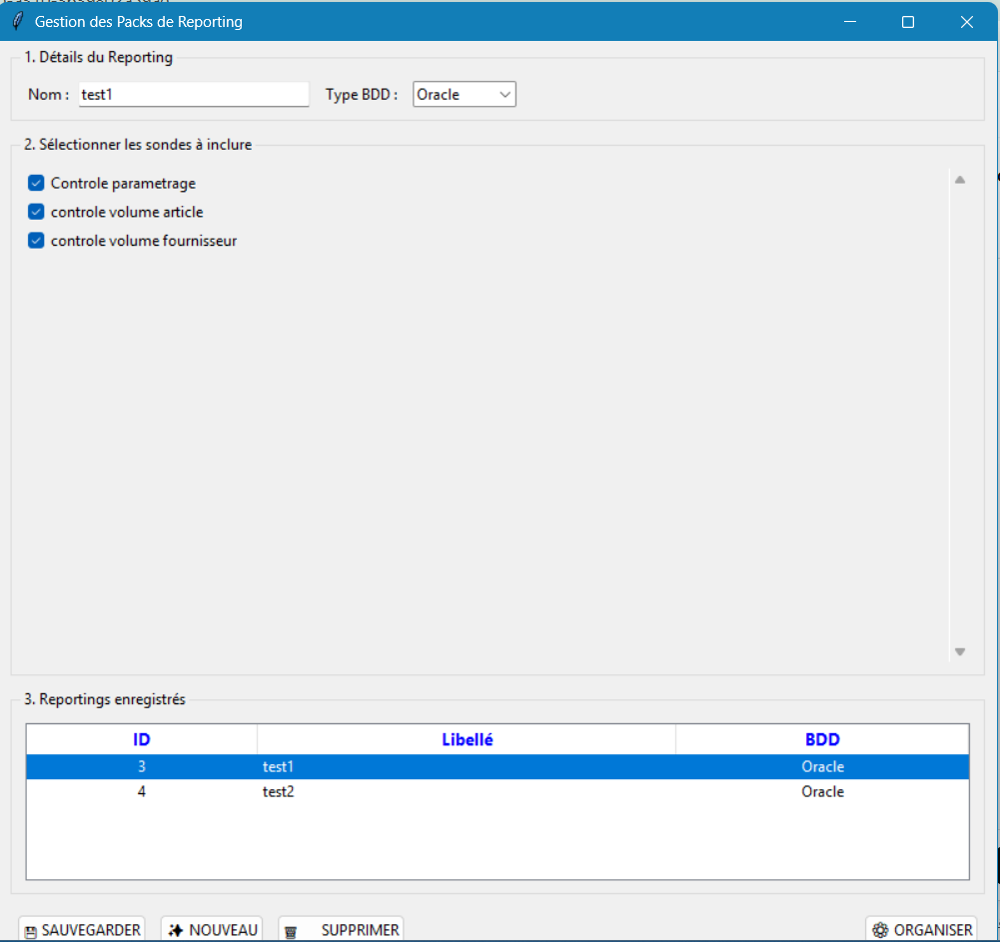 Gestion des Packs de Reporting
1. Détails du Reporting
Nom : test1 Type BDD : Oracle
2. Sélectionner les sondes à inclure
Controle parametrage
controle volume article
controle volume fournisseur
3. Reportings enregistrés
ID Libellé BDD
3 test1 Oracle
4 test2 Oracle
SAUVEGARDER NOUVEAU SUPPRIMER ORGANISER